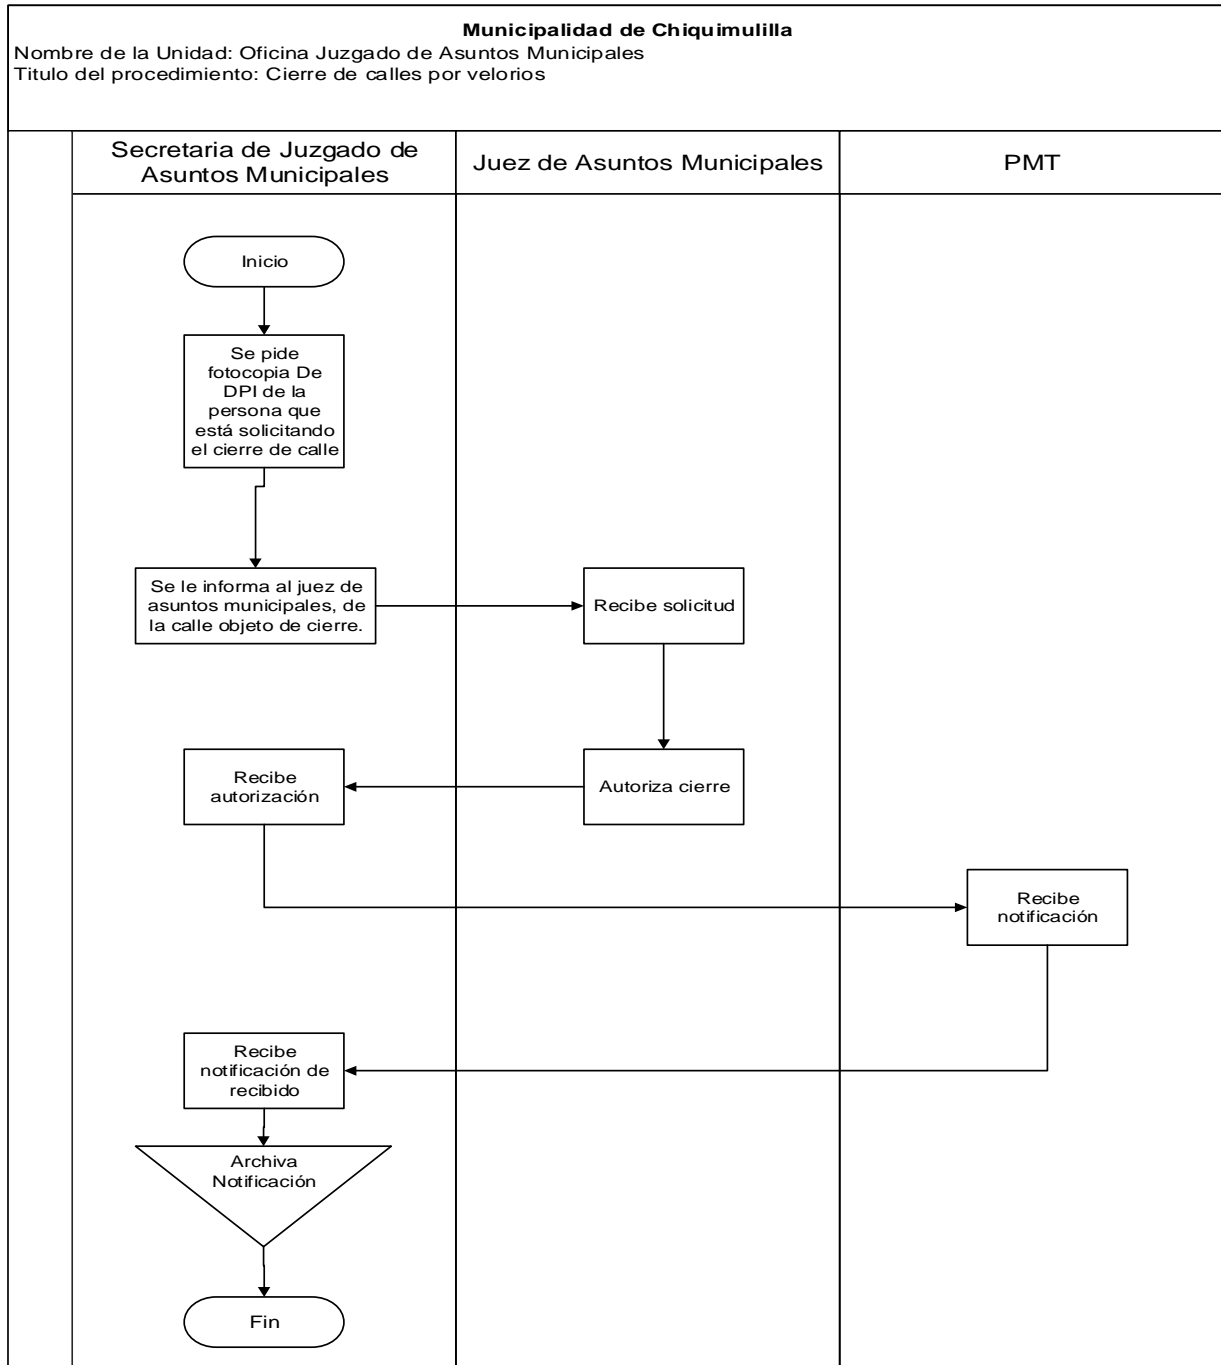 Municipalidad de Chiquimulilla
Nombre de la Unidad: Oficina Juzgado de Asuntos Municipales
Titulo del procedimiento: Cierre de calles por velorios
Secretaria de Juzgado de
Asuntos Municipales
Juez de Asuntos Municipales
PMT
Inicio
Se pide
fotocopia De
DPI de la
persona que
está solicitando
el cierre de calle
Se le informa al juez de
asuntos municipales, de
la calle objeto de cierre.
Recibe solicitud
Autoriza cierre
Recibe
autorización
Recibe
notificación
Recibe
notificación de
recibido
Archiva
Notificación
Fin